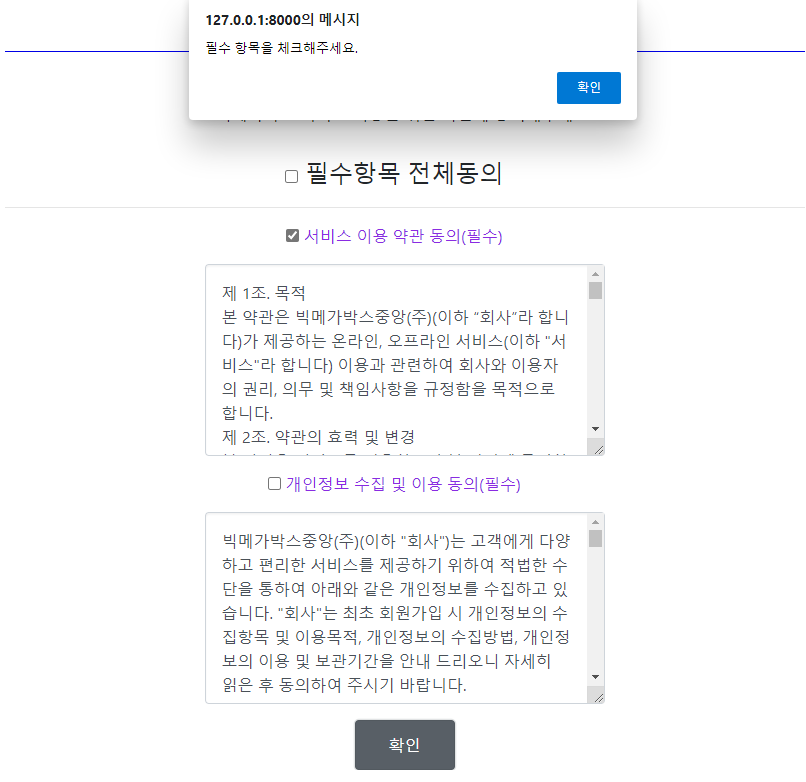 127.0.0.1:8000의 메시지
필수 항목을 체크해주세요.
확인
필수항목 전체동의
서비스 이용 약관 동의(필수)
제 1조. 목적
본 약관은 빅메가박스중앙(주)(이하 “회사”라 합니
다)가 제공하는 온라인, 오프라인 서비스(이하 "서
비스"라 합니다) 이용과 관련하여 회사와 이용자
의 권리, 의무 및 책임사항을 규정함을 목적으로
합니다.
제 2조. 약관의 효력 및 변경
개인정보 수집 및 이용 동의(필수)
빅메가박스중앙(주)(이하 "회사")는 고객에게 다양
하고 편리한 서비스를 제공하기 위하여 적법한 수
단을 통하여 아래와 같은 개인정보를 수집하고 있
습니다. "회사"는 최초 회원가입 시 개인정보의 수
집항목 및 이용목적, 개인정보의 수집방법, 개인정
보의 이용 및 보관기간을 안내 드리오니 자세히
읽은 후 동의하여 주시기 바랍니다.
확인